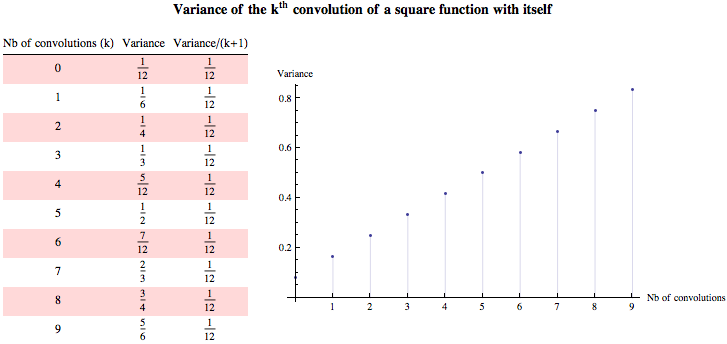 Variance of the kth convolution of a square function with itself
Nb of convolutions (k) Variance Variance/(k+1)
0 1/12 1/12
1 1/6 1/12
2 1/4 1/12
3 1/3 1/12
4 5/12 1/12
5 1/2 1/12
6 7/12 1/12
7 2/3 1/12
8 3/4 1/12
9 5/6 1/12
Variance
0.8
0.6
0.4
0.2
1 2 3 4 5 6 7 8 9
Nb of convolutions